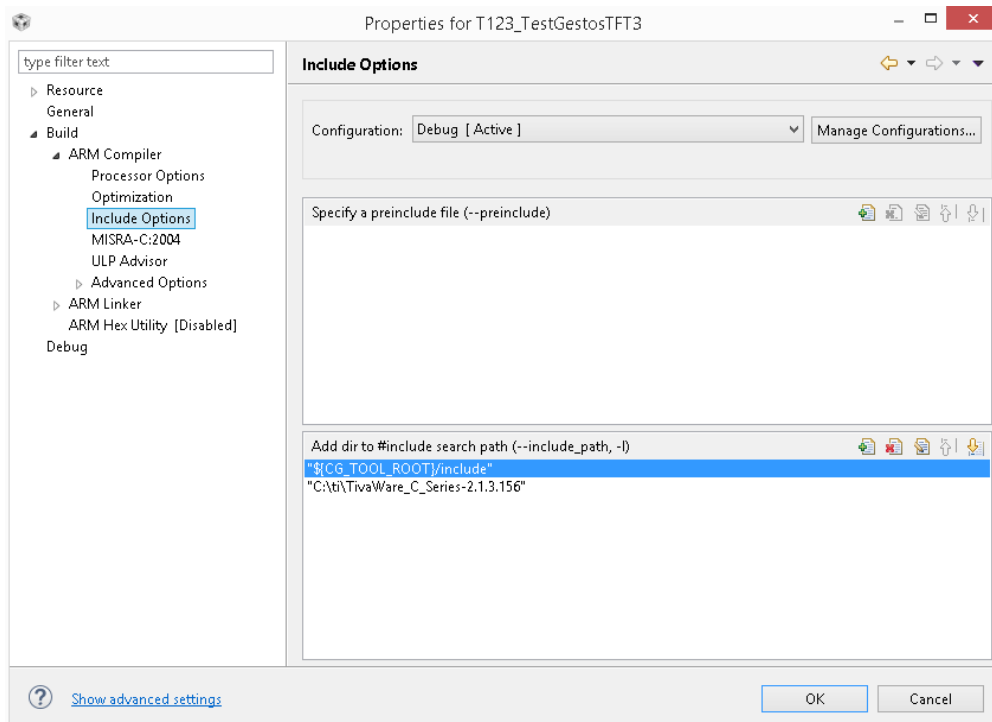 Properties for T123_TestGestosTFT3
type filter text
Resource
General
Build
ARM Compiler
Processor Options
Optimization
Include Options
MISRA-C:2004
ULP Advisor
Advanced Options
ARM Linker
ARM Hex Utility [Disabled]
Debug
Include Options
Configuration: Debug [ Active ] Manage Configurations...
Specify a preinclude file (--preinclude)
Add dir to #include search path (--include_path, -I)
"${CG_TOOL_ROOT}/include"
"C:\ti\TivaWare_C_Series-2.1.3.156"
Show advanced settings
OK Cancel